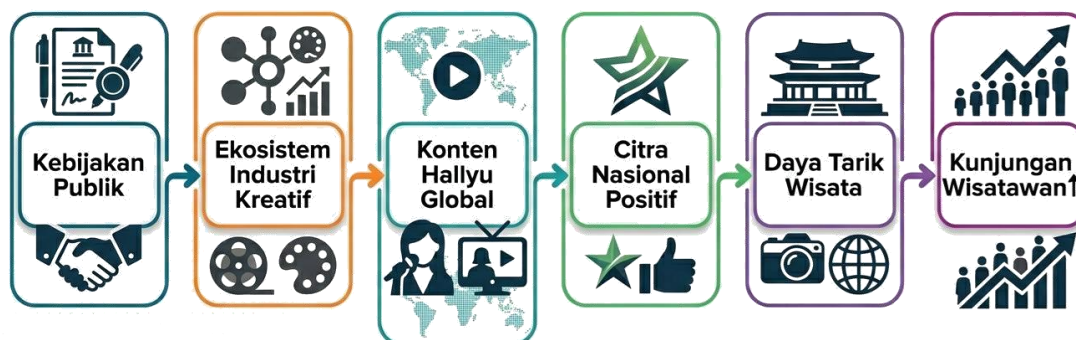 Kebijakan
Publik
Ekosistem
Industri
Kreatif
Konten
Hallyu
Global
Citra
Nasional
Positif
Daya Tarik
Wisata
Kunjungan
Wisatawan↑